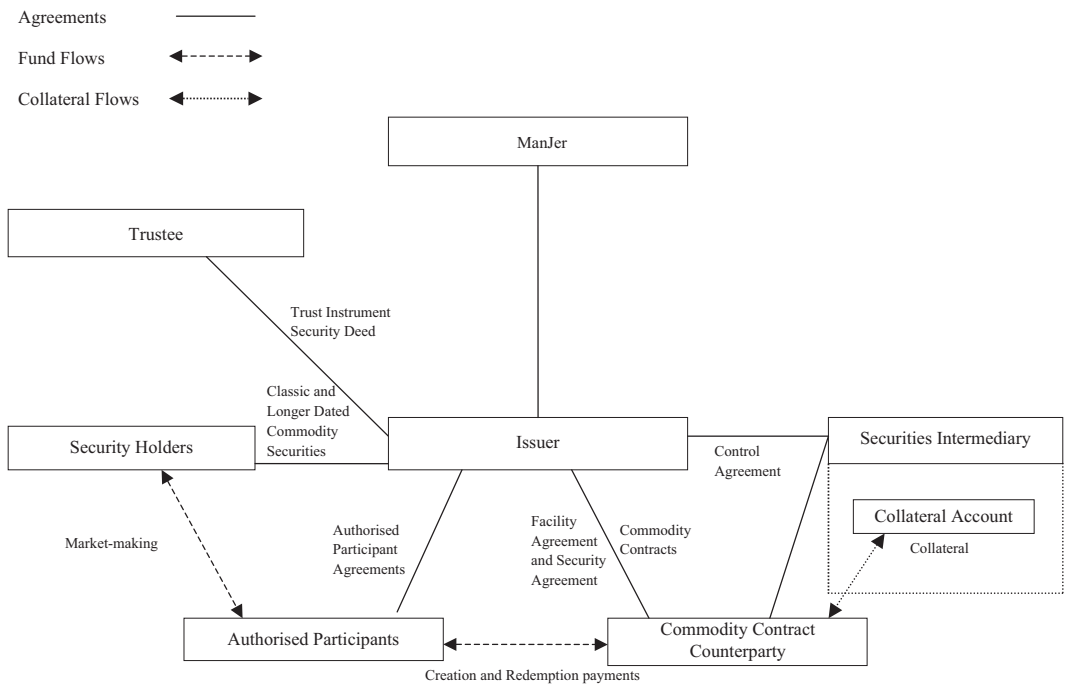 Agreements
Fund Flows
Collateral Flows
ManJer
Trustee
Trust Instrument
Security Deed
Classic and
Longer Dated
Commodity
Securities
Security Holders
Issuer
Securities Intermediary
Control
Agreement
Collateral Account
Collateral
Market-making
Authorised
Participant
Agreements
Facility
Agreement
and Security
Agreement
Commodity
Contracts
Authorised Participants
Commodity Contract
Counterparty
Creation and Redemption payments